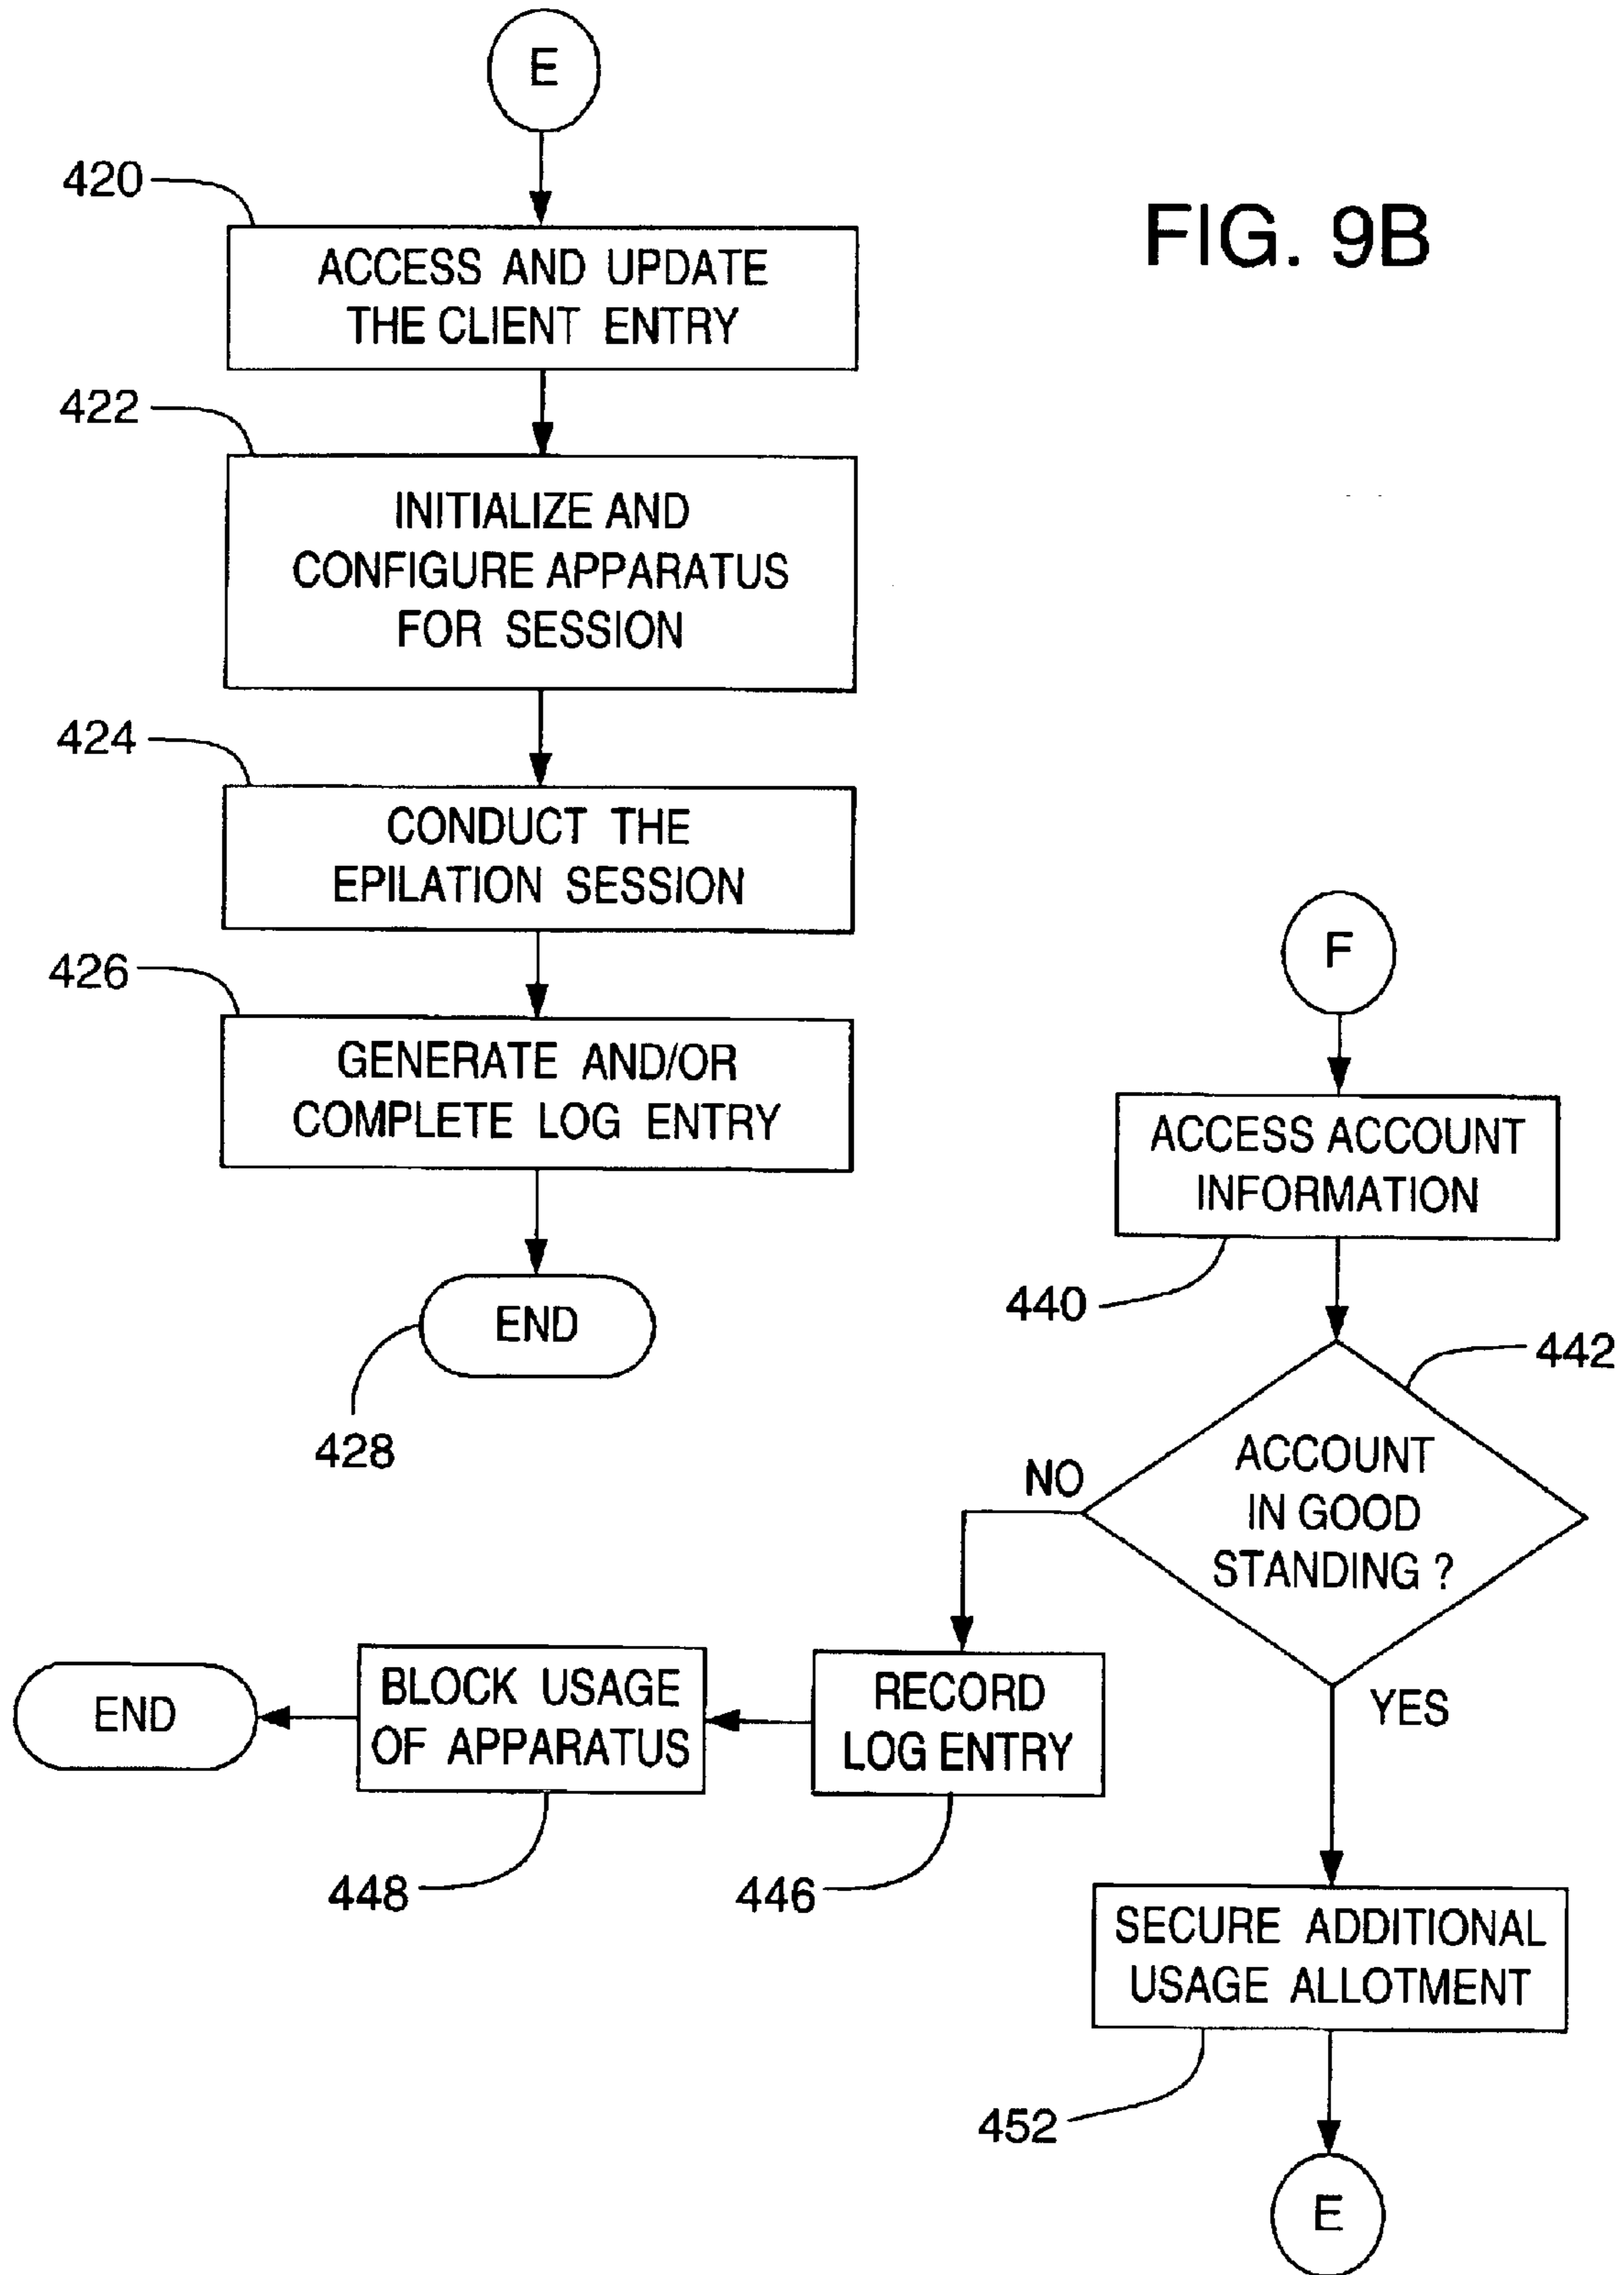 E
420
FIG. 9B
ACCESS AND UPDATE
THE CLIENT ENTRY
422
INITIALIZE AND
CONFIGURE APPARATUS
FOR SESSION
424
CONDUCT THE
EPILATION SESSION
426
GENERATE AND/OR
COMPLETE LOG ENTRY
END
428
F
ACCESS ACCOUNT
INFORMATION
440
442
ACCOUNT
IN GOOD
STANDING ?
NO
YES
RECORD
LOG ENTRY
446
BLOCK USAGE
OF APPARATUS
448
END
SECURE ADDITIONAL
USAGE ALLOTMENT
452
E